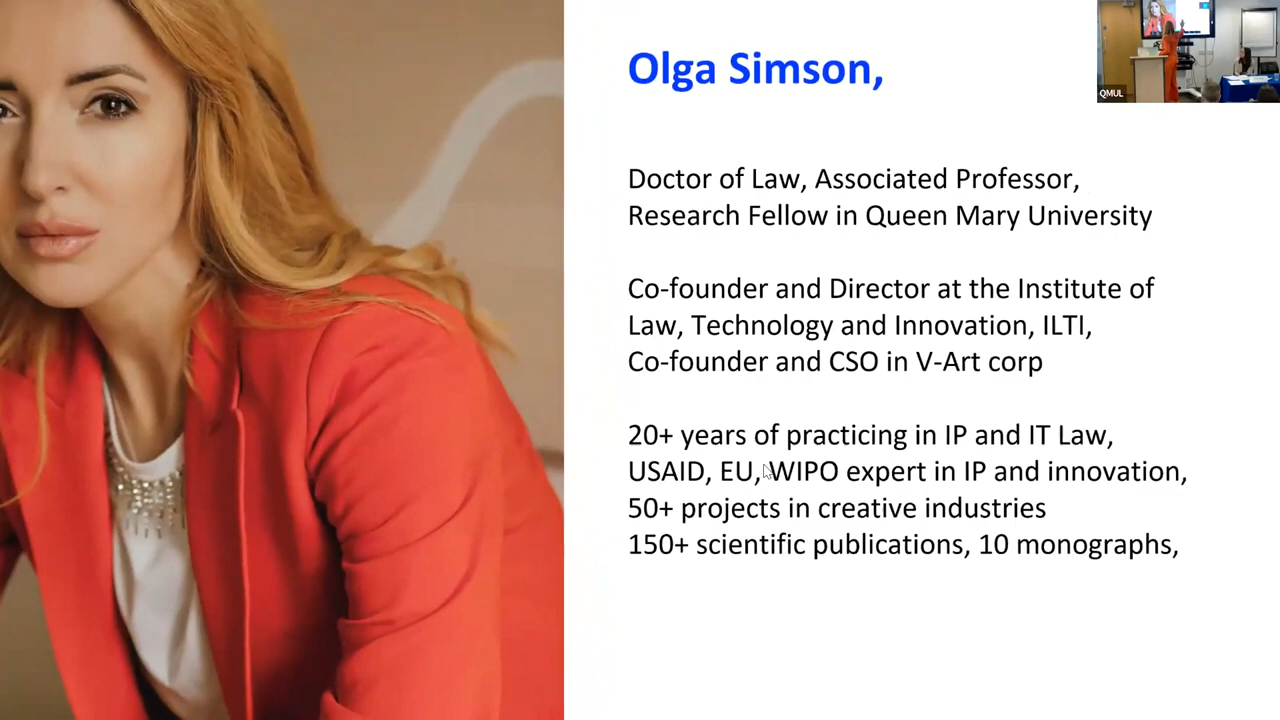 Olga Simson,
QMUL
Doctor of Law, Associated Professor,
Research Fellow in Queen Mary University
Co-founder and Director at the Institute of
Law, Technology and Innovation, ILTI,
Co-founder and CSO in V-Art corp
20+ years of practicing in IP and IT Law,
USAID, EU, WIPO expert in IP and innovation,
50+ projects in creative industries
150+ scientific publications, 10 monographs,